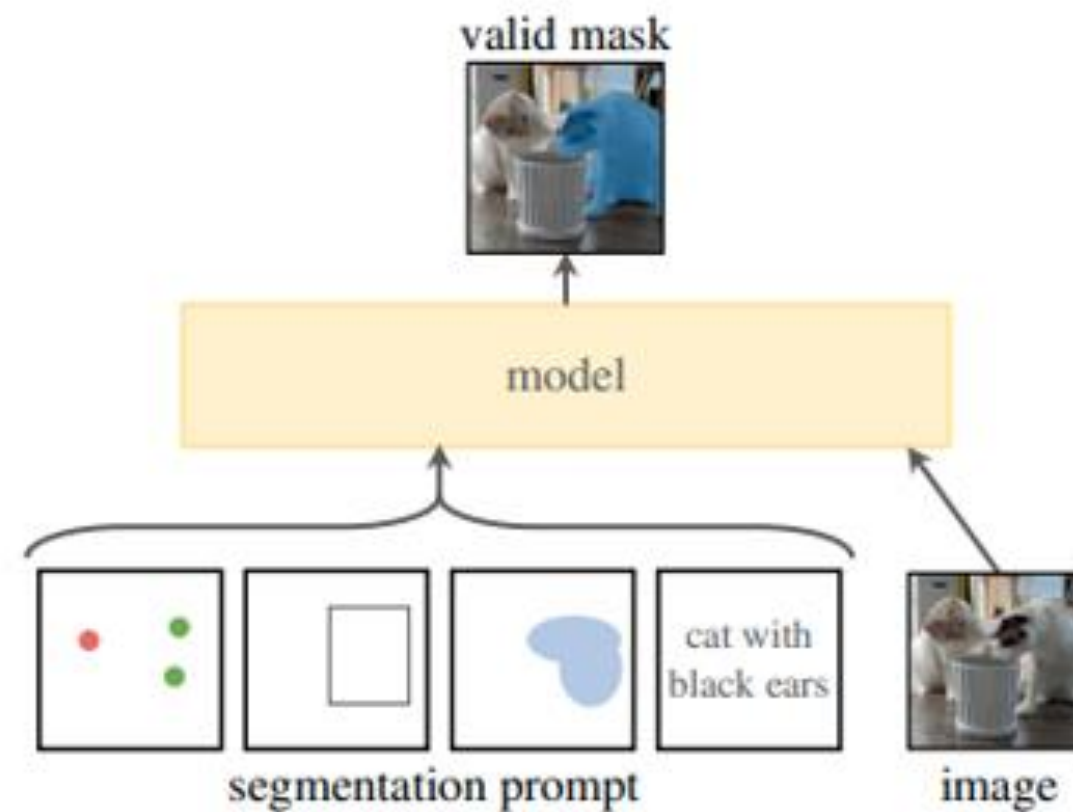 valid mask
model
cat with
black ears
segmentation prompt
image